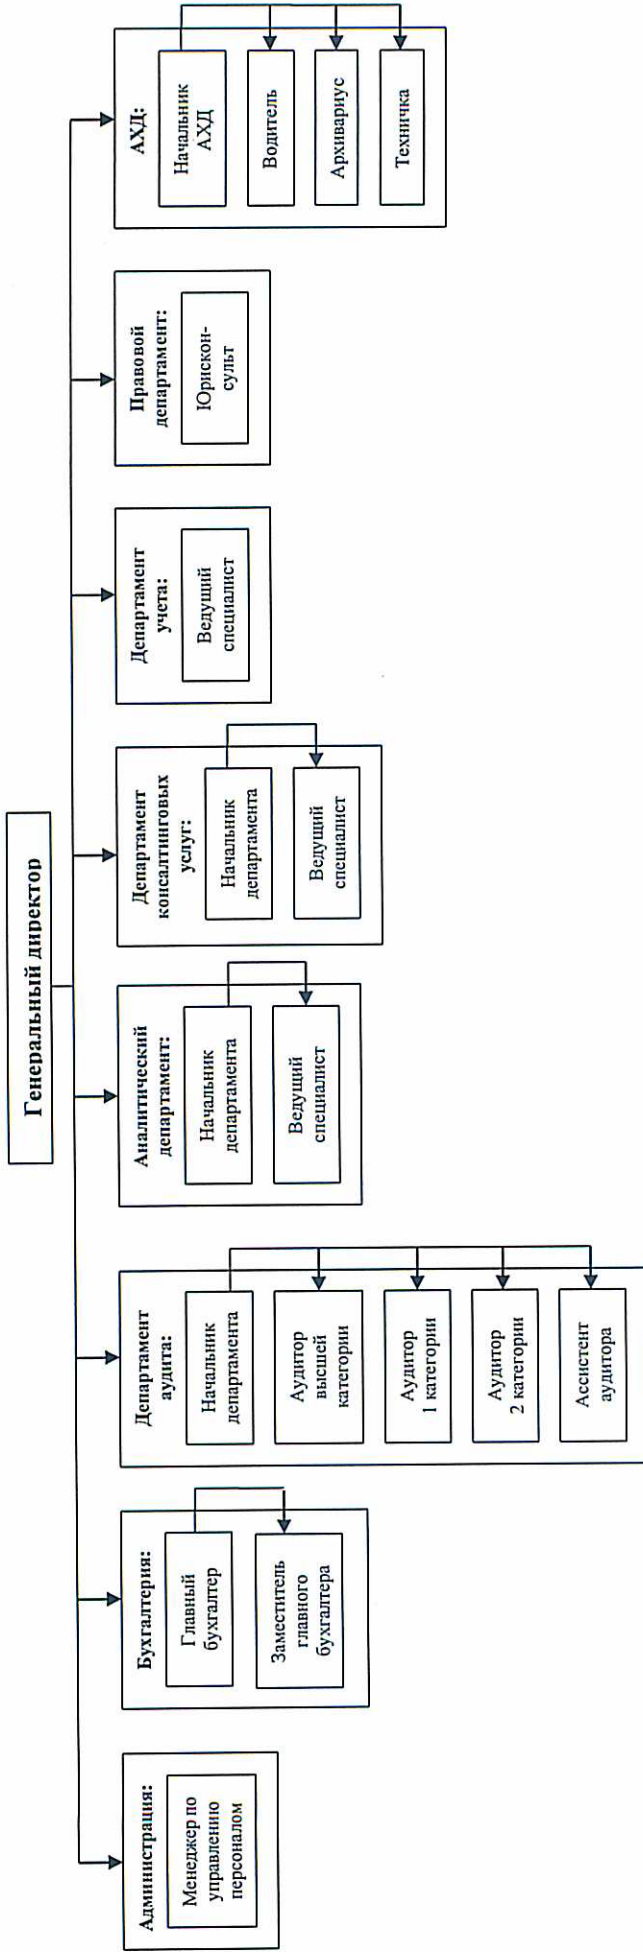 Генеральный директор
Администрация:
Менеджер по
управлению
персоналом
Бухгалтерия:
Главный
бухгалтер
Заместитель
главного
бухгалтера
Департамент
аудита:
Начальник
департамента
Аудитор
высшей
категории
Аудитор
1 категории
Аудитор
2 категории
Ассистент
аудитора
Аналитический
департамент:
Начальник
департамента
Ведущий
специалист
Департамент
консалтинговых
услуг:
Начальник
департамента
Ведущий
специалист
Департамент
учета:
Ведущий
специалист
Правовой
департамент:
Юрискон-
сульт
АХД:
Начальник
АХД
Водитель
Архивариус
Техничка